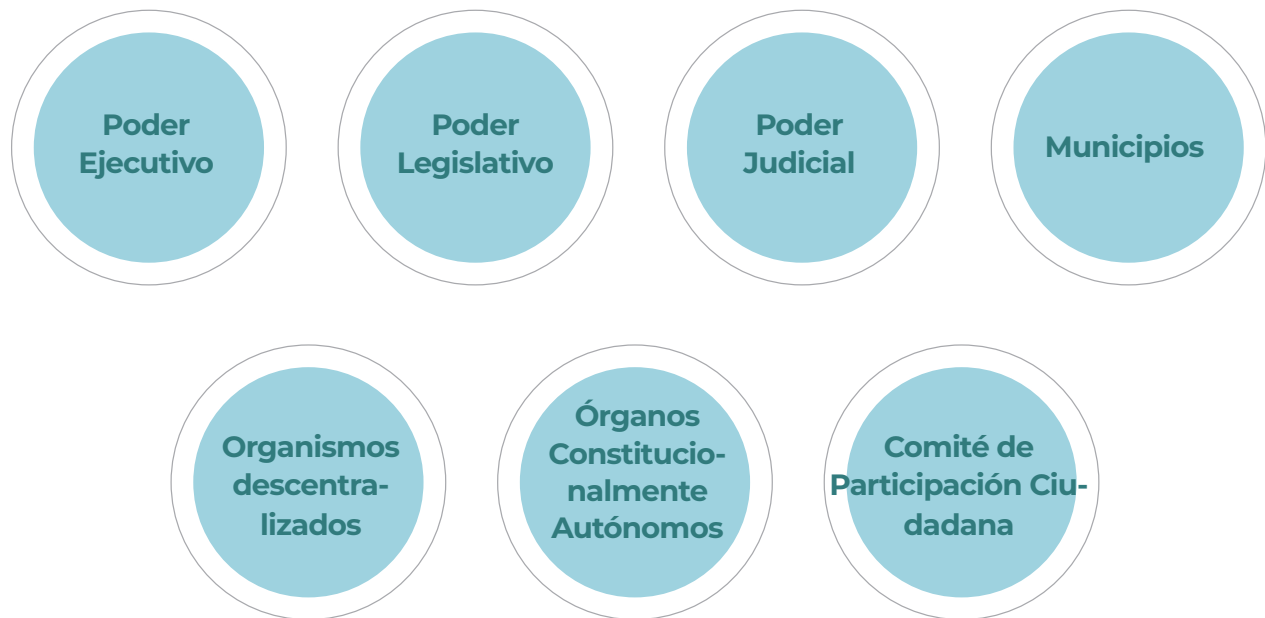 Poder
Ejecutivo
Poder
Legislativo
Poder
Judicial
Municipios
Organismos
descentra-
lizados
Órganos
Constitucio-
nalmente
Autónomos
Comité de
Participación Ciu-
dadana